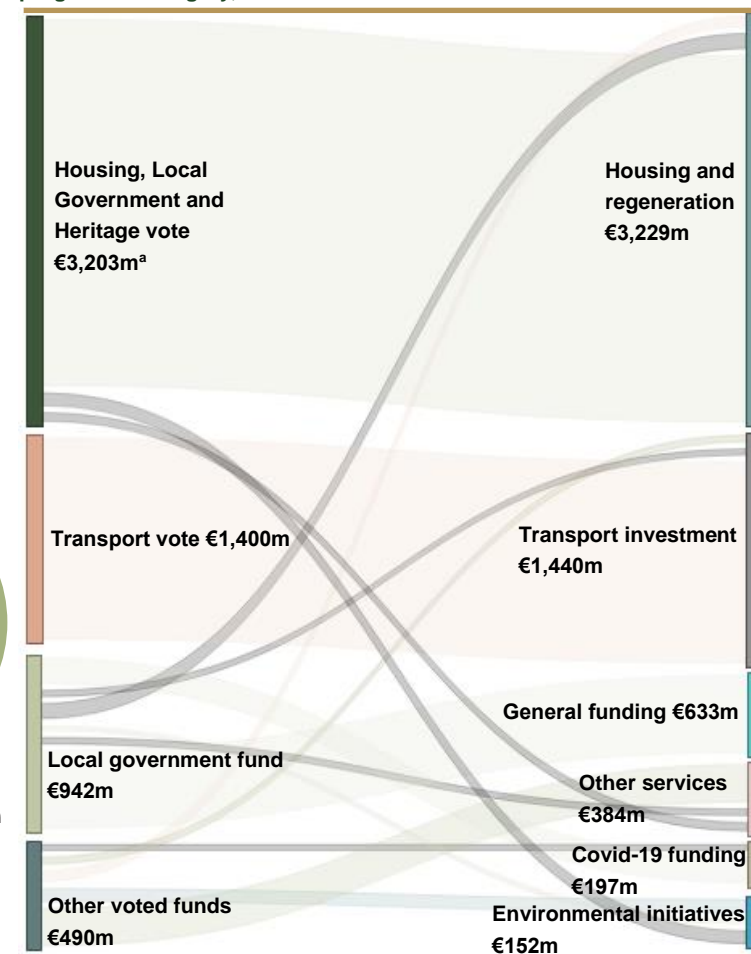 Housing, Local
Government and
Heritage vote
€3,203mª
Housing and
regeneration
€3,229m
Transport vote €1,400m
Transport investment
€1,440m
General funding €633m
Local government fund
€942m
Other services
€384m
Covid-19 funding
€197m
Other voted funds
€490m
Environmental initiatives
€152m